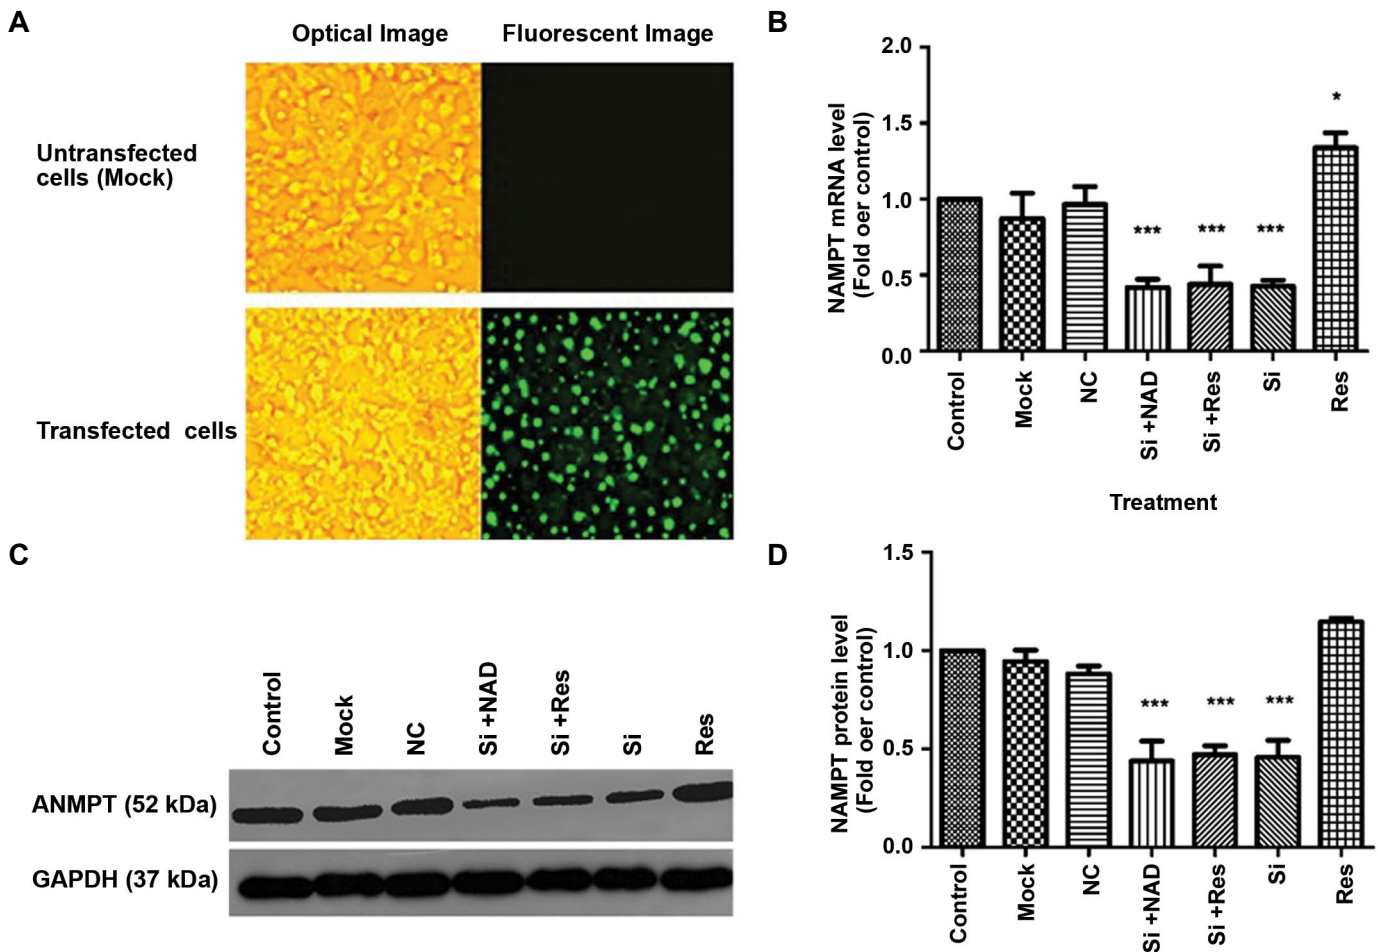 A
Optical Image
Fluorescent Image
Untransfected
cells (Mock)
Transfected cells
B
NAMPT mRNA level
(Fold oer control)
2.0
1.5
1.0
0.5
0.0
*
***
***
***
Control
Mock
NC
Si +NAD
Si +Res
Si
Res
Treatment
C
Control
Mock
NC
Si +NAD
Si +Res
Si
Res
ANMPT (52 kDa)
GAPDH (37 kDa)
D
NAMPT protein level
(Fold oer control)
1.5
1.0
0.5
0.0
***
***
***
Control
Mock
NC
Si +NAD
Si +Res
Si
Res